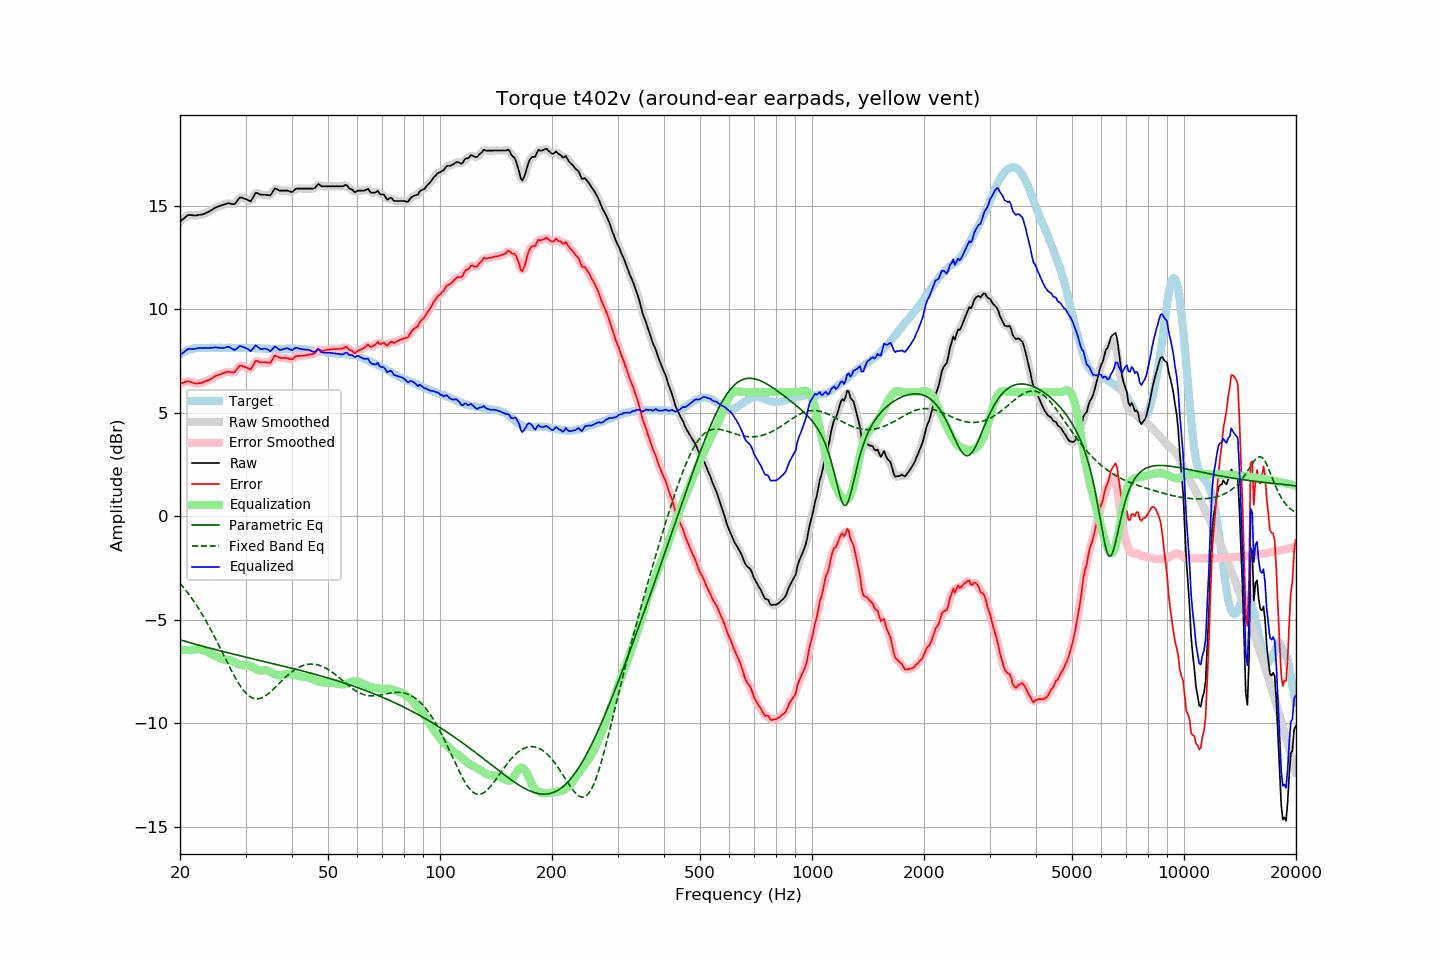 Torque t402v (around-ear earpads, yellow vent)
Amplitude (dBr)
15
10
5
0
−5
−10
−15
Target
Raw Smoothed
Error Smoothed
Raw
Error
Equalization
Parametric Eq
Fixed Band Eq
Equalized
20 50 100 200 500 1000 2000 5000 10000 20000
Frequency (Hz)